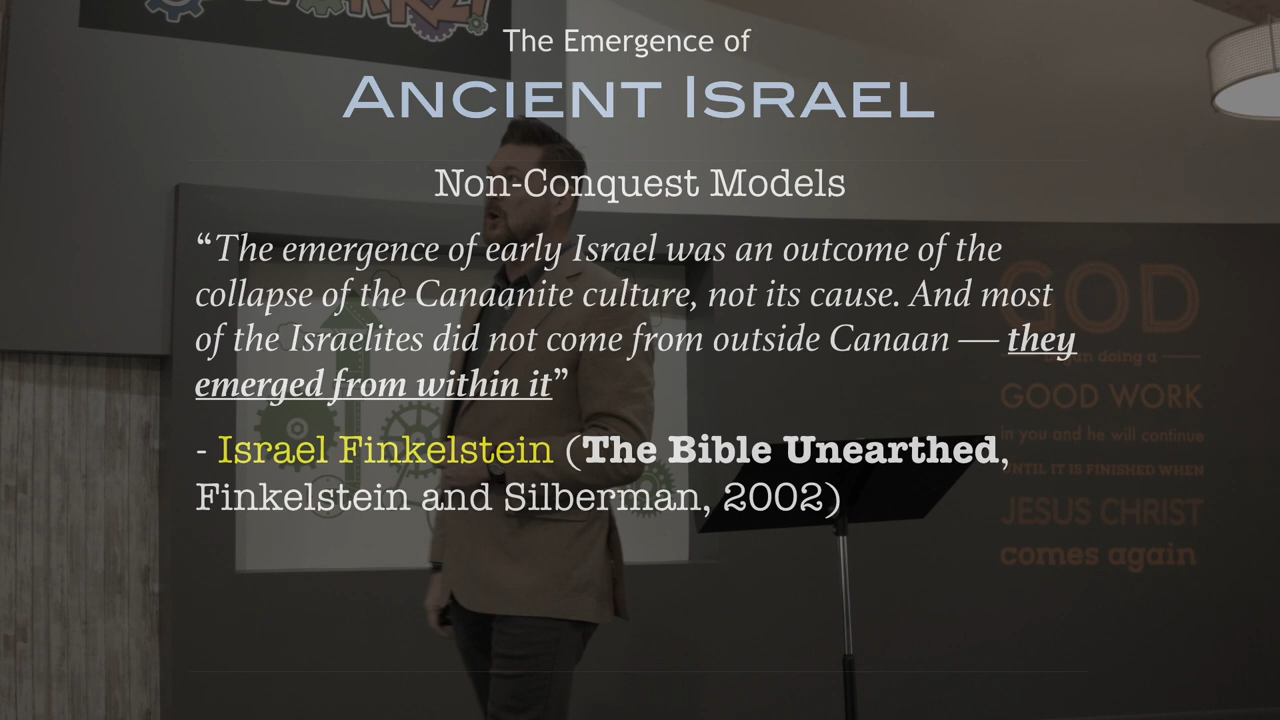 The Emergence of
ANCIENT ISRAEL
Non-Conquest Models
“The emergence of early Israel was an outcome of the
collapse of the Canaanite culture, not its cause. And most
of the Israelites did not come from outside Canaan — they
emerged from within it”
- Israel Finkelstein (The Bible Unearthed,
Finkelstein and Silberman, 2002)
GOD
doing a
GOOD WORK
in you and he will continue
UNTIL IT IS FINISHED WHEN
JESUS CHRIST
comes again